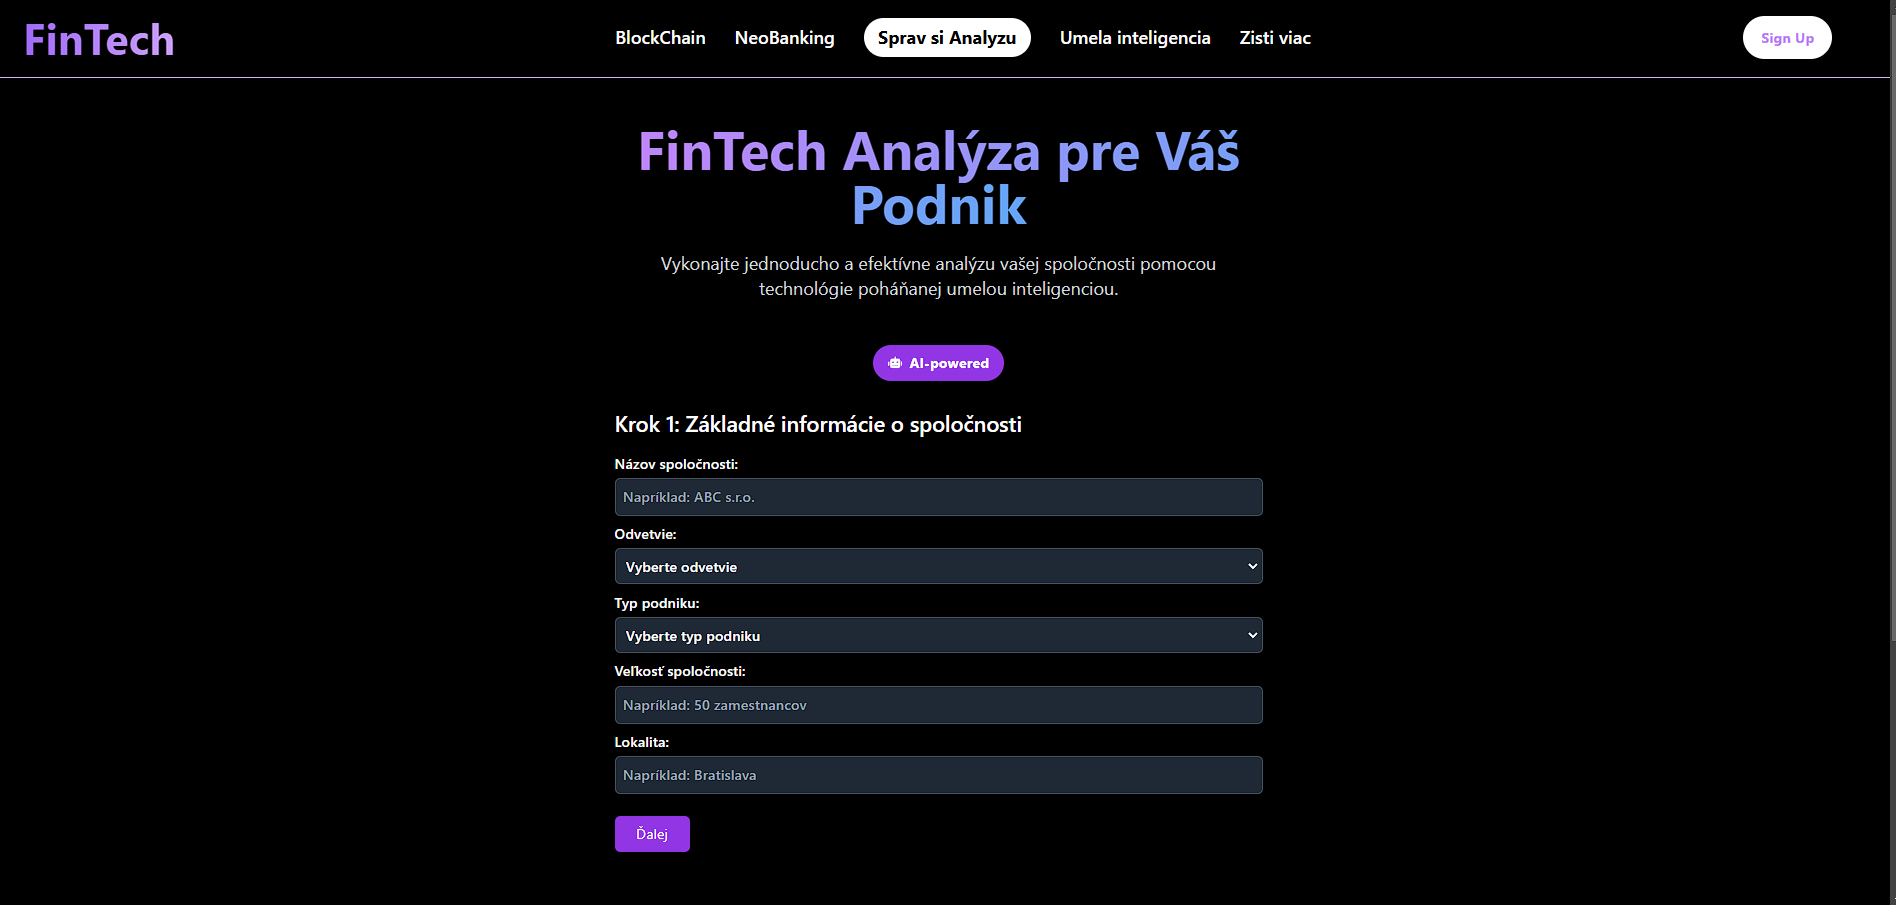 FinTech
BlockChain
NeoBanking
Sprav si Analyzu
Umela inteligencia
Zisti viac
Sign Up
FinTech Analýza pre Váš
Podnik
Vykonajte jednoducho a efektívne analýzu vašej spoločnosti pomocou
technológie poháňanej umelou inteligenciou.
AI-powered
Krok 1: Základné informácie o spoločnosti
Názov spoločnosti:
Napríklad: ABC s.r.o.
Odvetvie:
Vyberte odvetvie
Typ podniku:
Vyberte typ podniku
Veľkosť spoločnosti:
Napríklad: 50 zamestnancov
Lokalita:
Napríklad: Bratislava
Ďalej